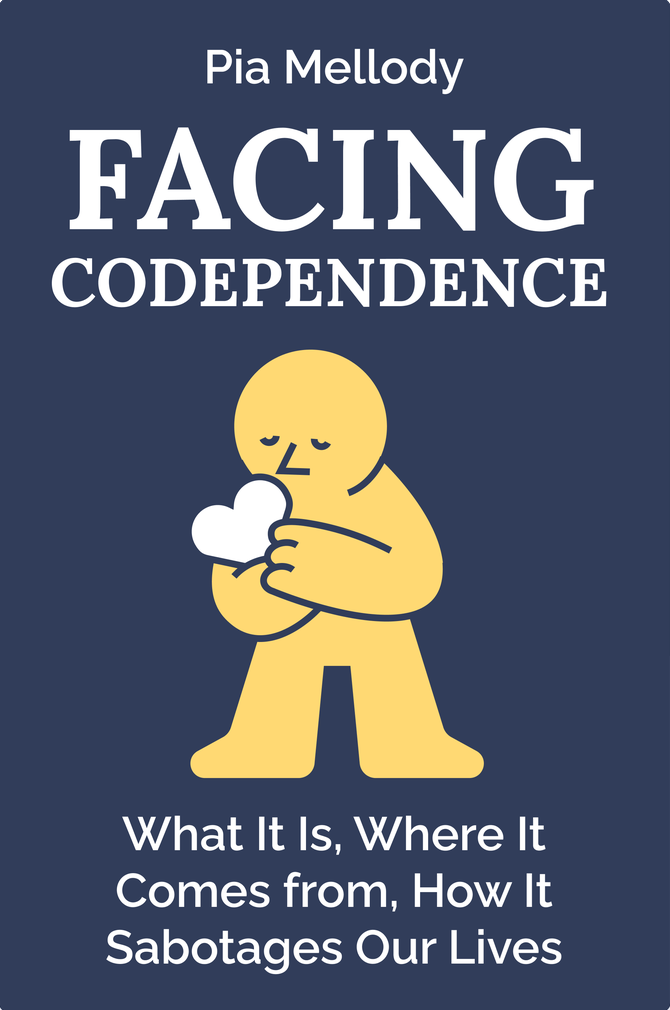 Pia Mellody
FACING
CODEPENDENCE
What It Is, Where It
Comes from, How It
Sabotages Our Lives